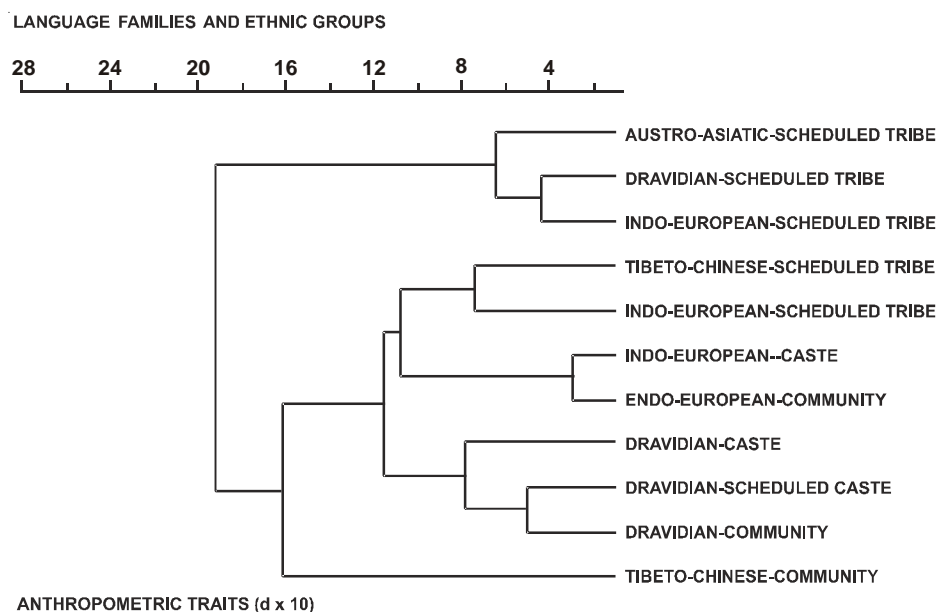 LANGUAGE FAMILIES AND ETHNIC GROUPS
28 24 20 16 12 8 4
AUSTRO-ASIATIC-SCHEDULED TRIBE
DRAVIDIAN-SCHEDULED TRIBE
INDO-EUROPEAN-SCHEDULED TRIBE
TIBETO-CHINESE-SCHEDULED TRIBE
INDO-EUROPEAN-SCHEDULED TRIBE
INDO-EUROPEAN--CASTE
ENDO-EUROPEAN-COMMUNITY
DRAVIDIAN-CASTE
DRAVIDIAN-SCHEDULED CASTE
DRAVIDIAN-COMMUNITY
TIBETO-CHINESE-COMMUNITY
ANTHROPOMETRIC TRAITS (d x 10)